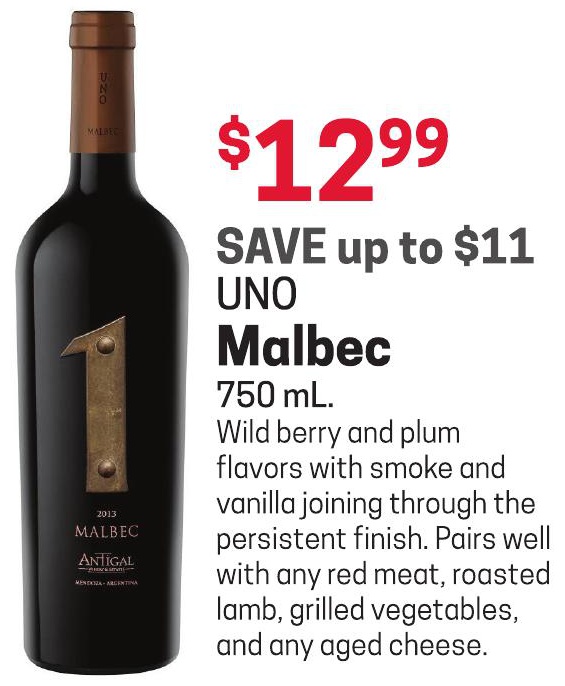 UNO
MALBEC
1
2013
MALBEC
ANTIGAL
MENDOZA - ARGENTINA
$12.99
SAVE up to $11
UNO
Malbec
750 mL.
Wild berry and plum
flavors with smoke and
vanilla joining through the
persistent finish. Pairs well
with any red meat, roasted
lamb, grilled vegetables,
and any aged cheese.